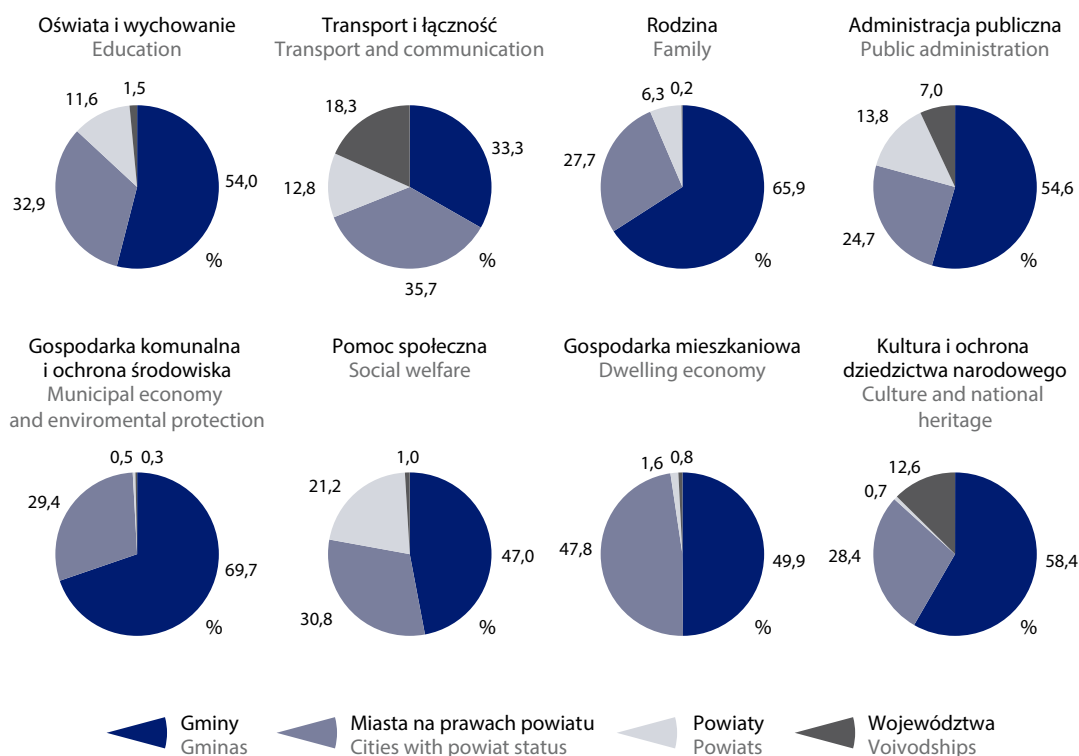 Oświata i wychowanie
Education
1,5
11,6
32,9
54,0
%
Transport i łączność
Transport and communication
18,3
33,3
12,8
35,7
%
Rodzina
Family
6,3
0,2
27,7
65,9
%
Administracja publiczna
Public administration
7,0
13,8
24,7
54,6
%
Gospodarka komunalna
i ochrona środowiska
Municipal economy
and enviromental protection
0,5
0,3
29,4
69,7
%
Pomoc społeczna
Social welfare
1,0
21,2
47,0
30,8
%
Gospodarka mieszkaniowa
Dwelling economy
1,6
0,8
47,8
49,9
%
Kultura i ochrona
dziedzictwa narodowego
Culture and national
heritage
12,6
0,7
28,4
58,4
%
Gminy
Gminas
Miasta na prawach powiatu
Cities with powiat status
Powiaty
Powiats
Województwa
Voivodships